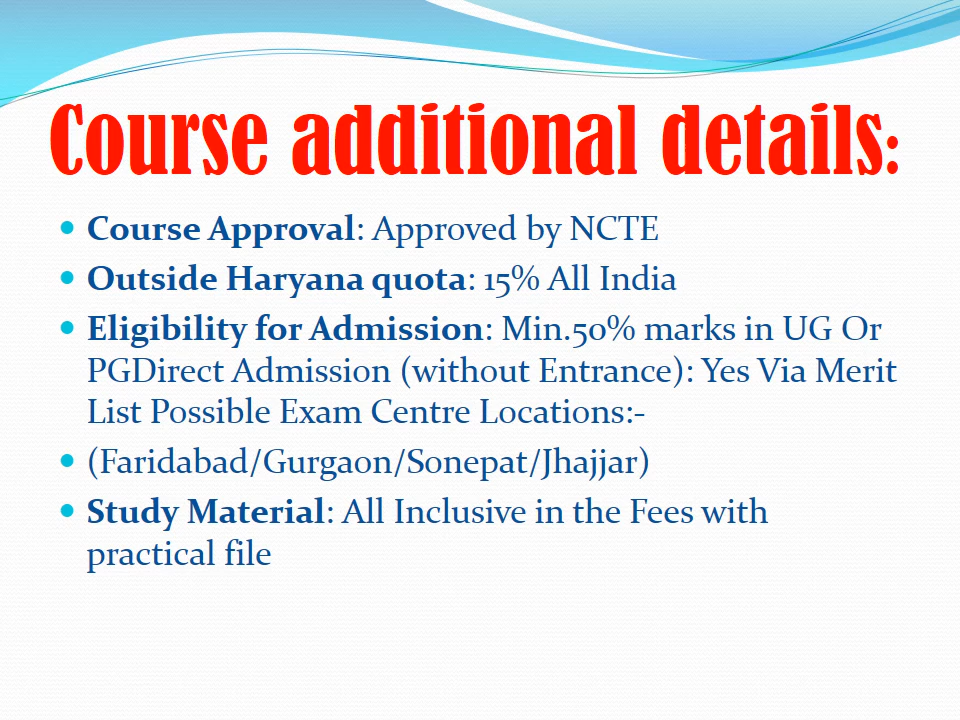 Course additional details:
• Course Approval: Approved by NCTE
• Outside Haryana quota: 15% All India
• Eligibility for Admission: Min.50% marks in UG Or
PGDirect Admission (without Entrance): Yes Via Merit
List Possible Exam Centre Locations:-
• (Faridabad/Gurgaon/Sonepat/Jhajjar)
• Study Material: All Inclusive in the Fees with
practical file